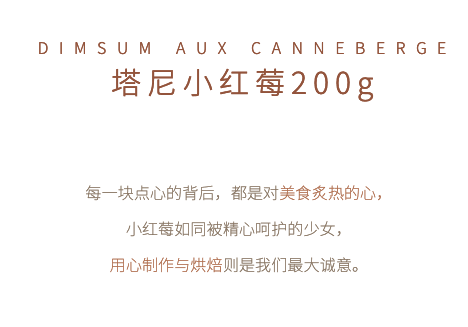 DIMSUM AUX CANNEBERGE
塔尼小红莓200g
每一块点心的背后，都是对美食炙热的心，
小红莓如同被精心呵护的少女，
用心制作与烘焙则是我们最大诚意。